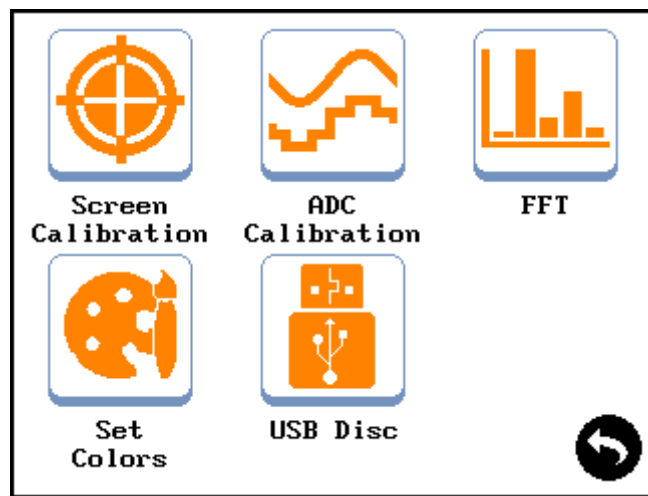 Screen
Calibration
ADC
Calibration
FFT
Set
Colors
USB Disc